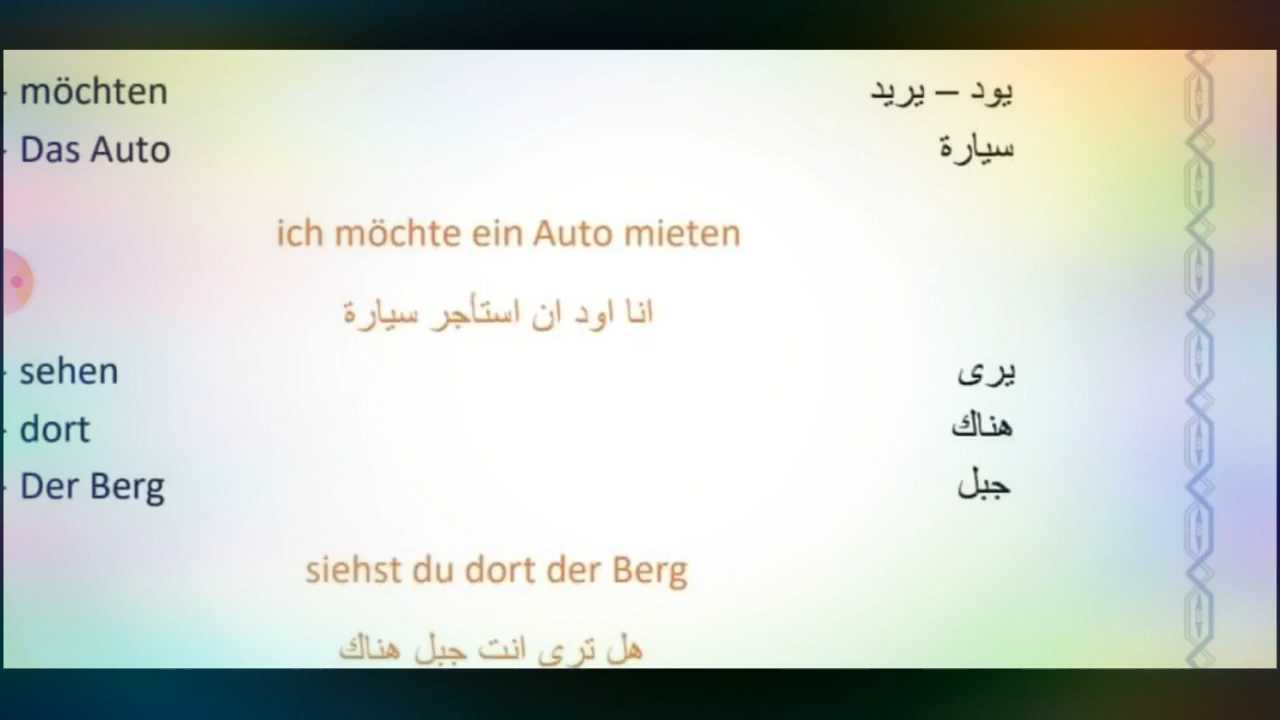 möchten يود – يريد
Das Auto سيارة
ich möchte ein Auto mieten
انا اود ان استأجر سيارة
sehen يرى
dort هناك
Der Berg جبل
siehst du dort der Berg
هل ترى انت جبل هناك